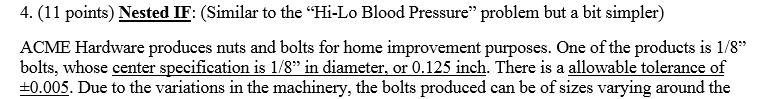 4. (11 points) Nested IF: (Similar to the “Hi-Lo Blood Pressure” problem but a bit simpler)
ACME Hardware produces nuts and bolts for home improvement purposes. One of the products is 1/8”
bolts, whose center specification is 1/8” in diameter, or 0.125 inch. There is a allowable tolerance of
±0.005. Due to the variations in the machinery, the bolts produced can be of sizes varying around the